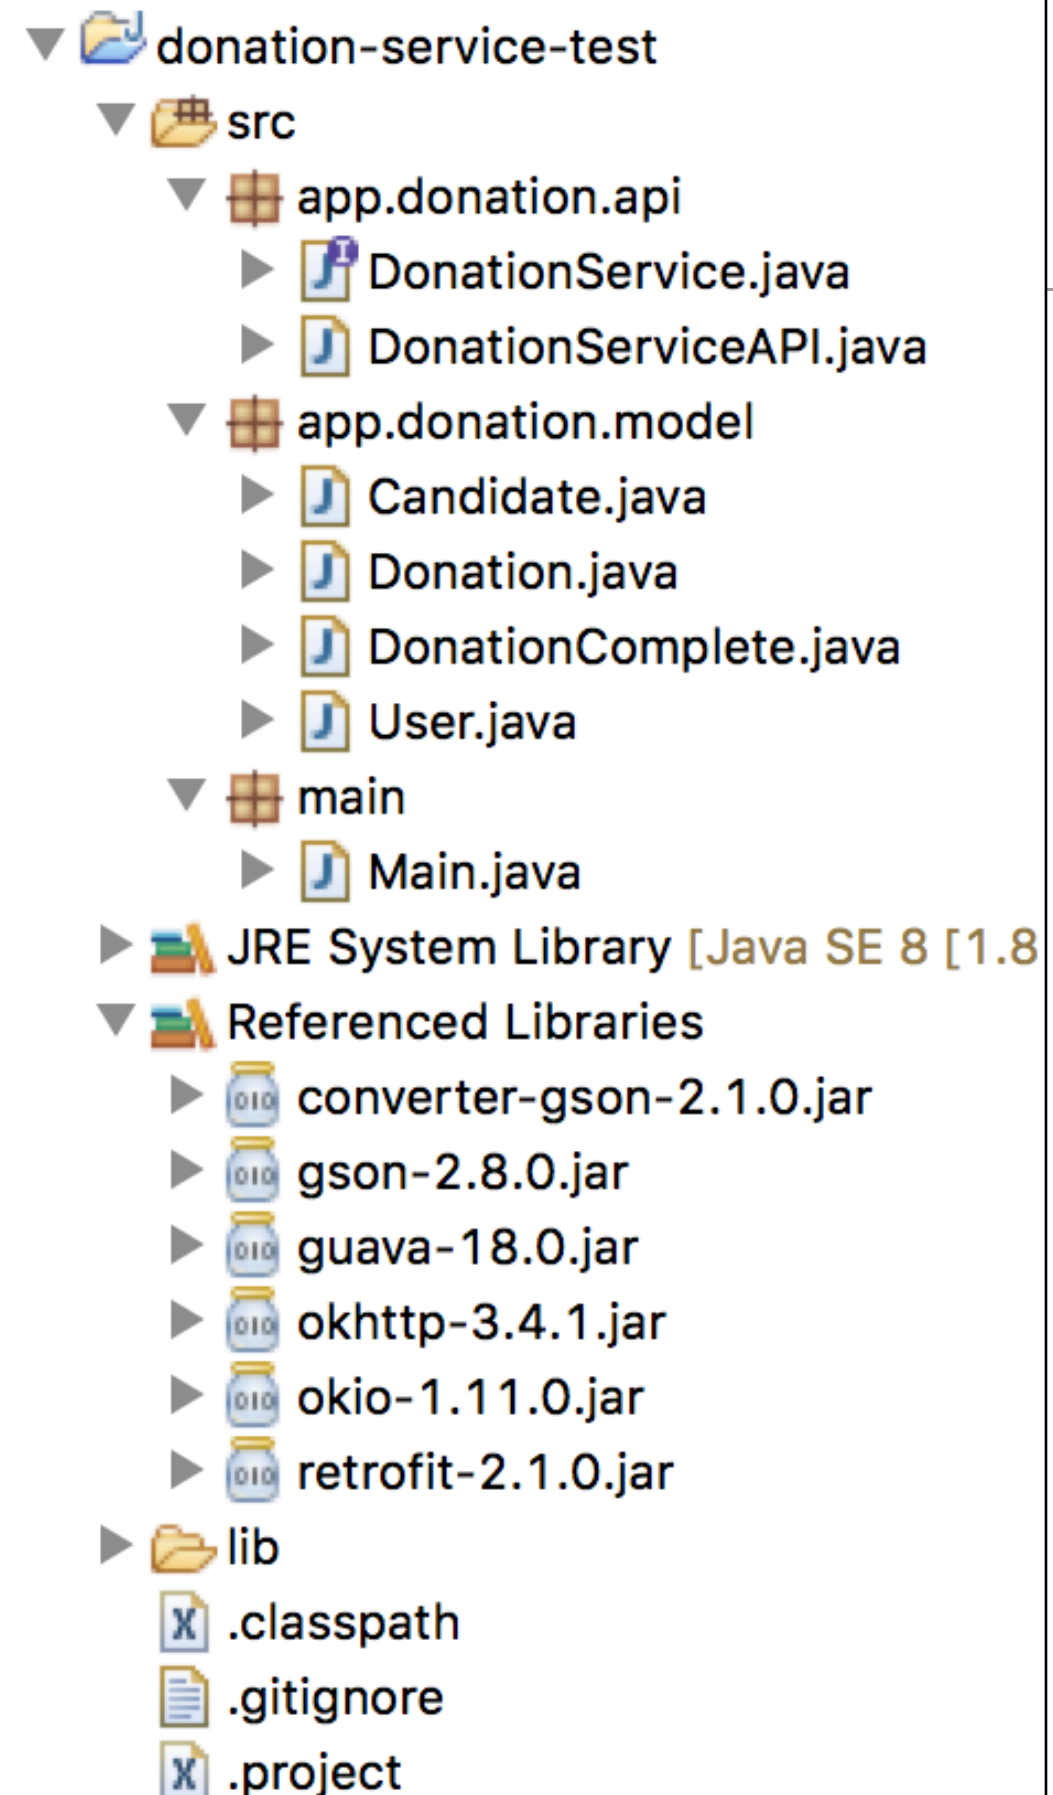 donation-service-test
src
app.donation.api
DonationService.java
DonationServiceAPI.java
app.donation.model
Candidate.java
Donation.java
DonationComplete.java
User.java
main
Main.java
JRE System Library [Java SE 8 [1.8
Referenced Libraries
converter-gson-2.1.0.jar
gson-2.8.0.jar
guava-18.0.jar
okhttp-3.4.1.jar
okio-1.11.0.jar
retrofit-2.1.0.jar
lib
.classpath
.gitignore
.project